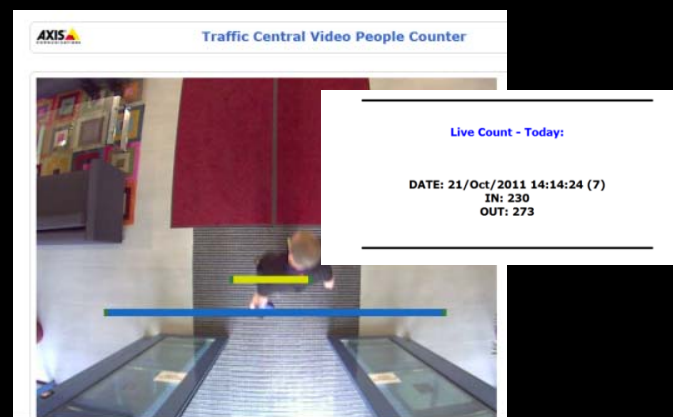 AXIS
COMMUNICATIONS
Traffic Central Video People Counter
Live Count - Today:
DATE: 21/Oct/2011 14:14:24 (7)
IN: 230
OUT: 273